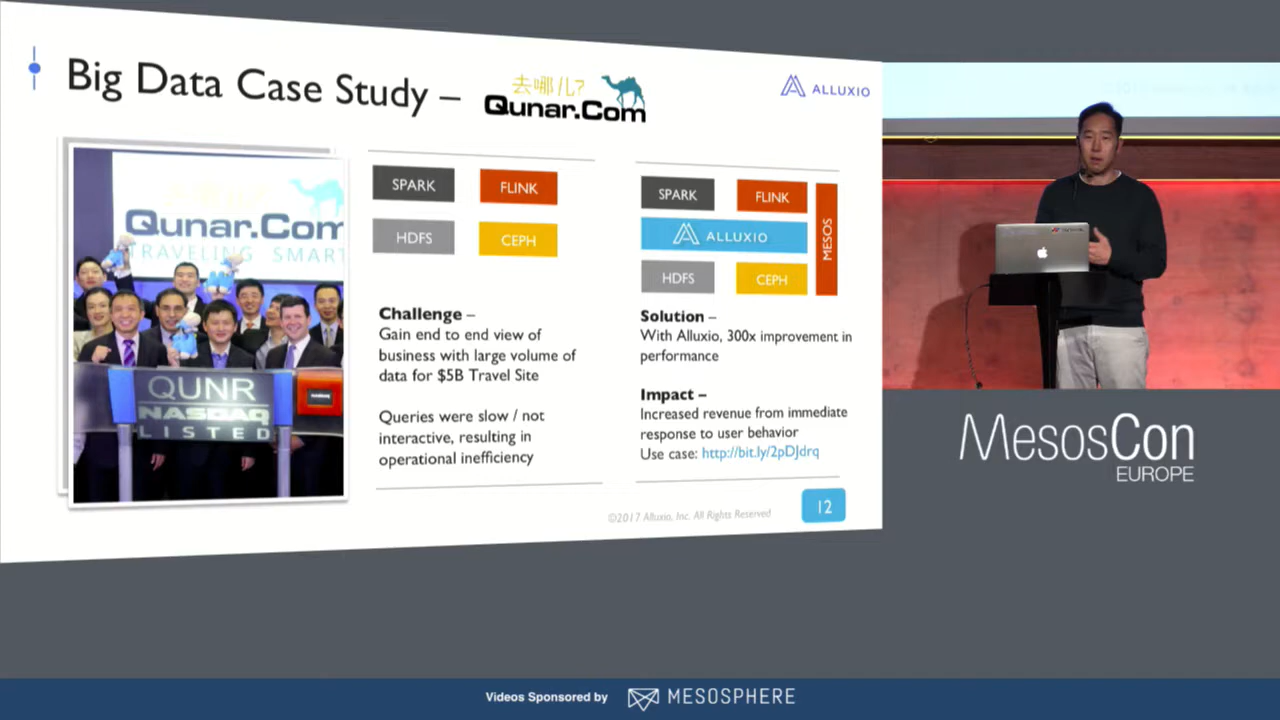 Big Data Case Study –
去哪儿?
Qunar.Com
ALLUXIO
Qunar.Com
TRAVELING SMART
QUNR
NASDAQ
LISTED
SPARK
FLINK
HDFS
CEPH
Challenge –
Gain end to end view of
business with large volume of
data for $5B Travel Site
Queries were slow / not
interactive, resulting in
operational inefficiency
SPARK
FLINK
ALLUXIO
HDFS
CEPH
MESOS
Solution –
With Alluxio, 300x improvement in
performance
Impact –
Increased revenue from immediate
response to user behavior
Use case: http://bit.ly/2pDJdrq
©2017 Alluxio, Inc. All Rights Reserved
12
MesosCon
EUROPE
Videos Sponsored by
MESOSPHERE